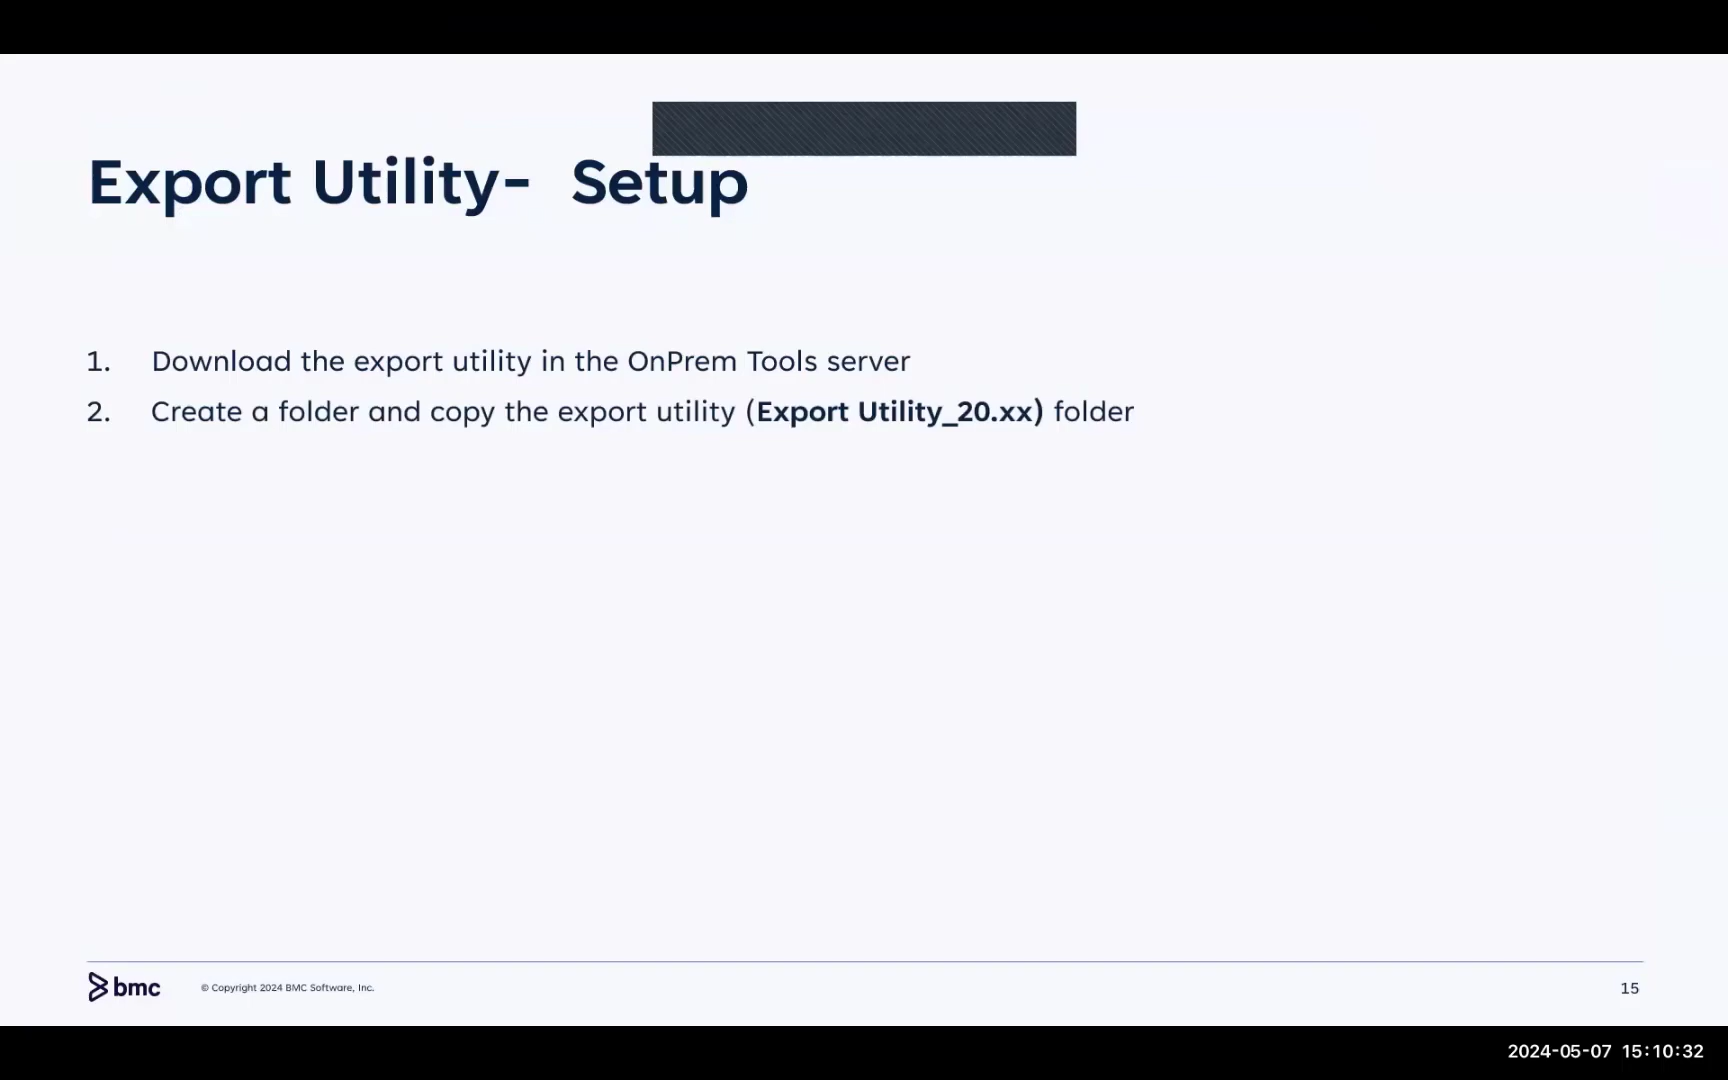 Export Utility-  Setup
1. Download the export utility in the OnPrem Tools server
2. Create a folder and copy the export utility (Export Utility_20.xx) folder
bmc
© Copyright 2024 BMC Software, Inc.
15
2024-05-07 15:10:32